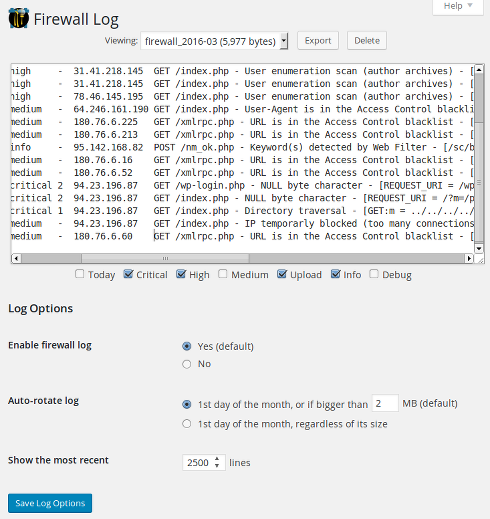 Help
Firewall Log
Viewing: firewall_2016-03 (5,977 bytes) Export Delete
high - 31.41.218.145 GET /index.php - User enumeration scan (author archives) - [
high - 31.41.218.145 GET /index.php - User enumeration scan (author archives) - [
high - 78.46.145.195 GET /index.php - User enumeration scan (author archives) - [
medium - 64.246.161.190 GET /index.php - User-Agent is in the Access Control blackli
medium - 180.76.6.225 GET /xmlrpc.php - URL is in the Access Control blacklist - [
medium - 180.76.6.213 GET /xmlrpc.php - URL is in the Access Control blacklist - [
info - 95.142.168.82 POST /nm_ok.php - Keyword(s) detected by Web Filter - [/sc/b
medium - 180.76.6.16 GET /xmlrpc.php - URL is in the Access Control blacklist - [
medium - 180.76.6.52 GET /xmlrpc.php - URL is in the Access Control blacklist - [
critical 2 94.23.196.87 GET /wp-login.php - NULL byte character - [REQUEST_URI = /wp
critical 2 94.23.196.87 GET /index.php - NULL byte character - [REQUEST_URI = /?m=/p
critical 1 94.23.196.87 GET /index.php - Directory traversal - [GET:m = ../../../../
medium - 94.23.196.87 GET /index.php - IP temporarly blocked (too many connections
medium - 180.76.6.60 GET /xmlrpc.php - URL is in the Access Control blacklist - [
Today Critical High Medium Upload Info Debug
Log Options
Enable firewall log
Yes (default)
No
Auto-rotate log
1st day of the month, or if bigger than 2 MB (default)
1st day of the month, regardless of its size
Show the most recent 2500 lines
Save Log Options